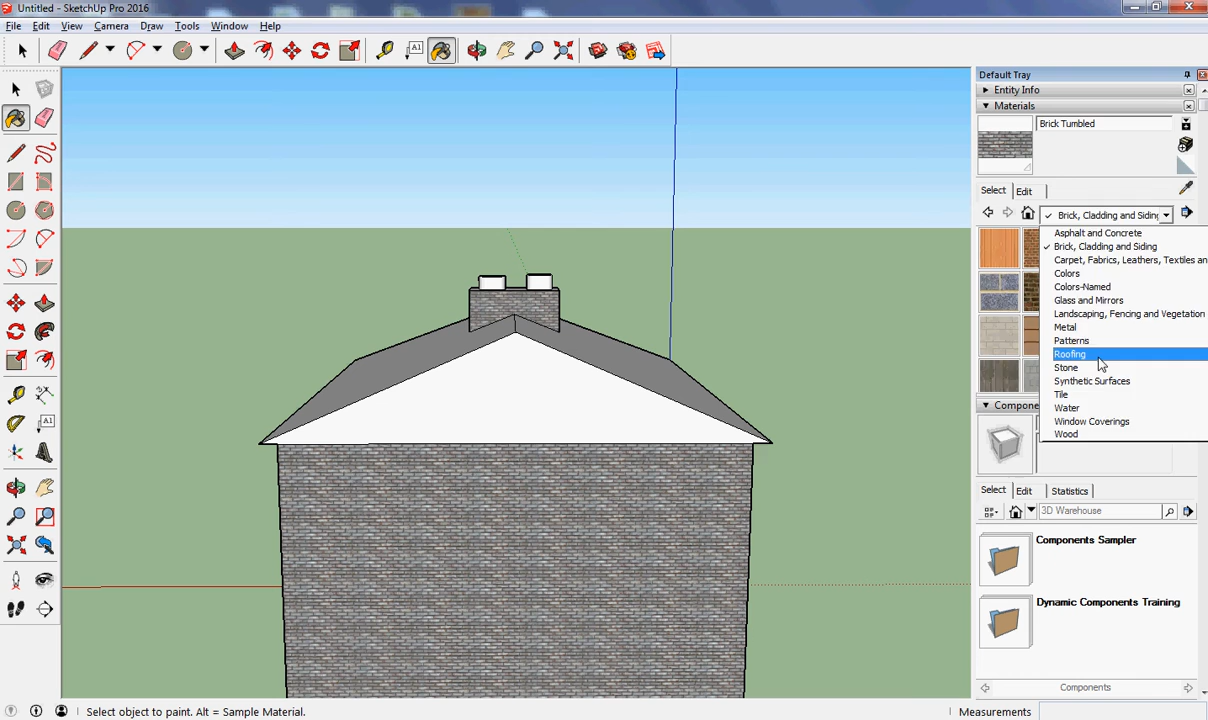 Untitled - SketchUp Pro 2016
File Edit View Camera Draw Tools Window Help
Default Tray
Entity Info
Materials
Brick Tumbled
Select Edit
Brick, Cladding and Siding
Asphalt and Concrete
Brick, Cladding and Siding
Carpet, Fabrics, Leathers, Textiles an
Colors
Colors-Named
Glass and Mirrors
Landscaping, Fencing and Vegetation
Metal
Patterns
Roofing
Stone
Synthetic Surfaces
Tile
Water
Window Coverings
Wood
Compone
Select Edit Statistics
3D Warehouse
Components Sampler
Dynamic Components Training
Components
Select object to paint. Alt = Sample Material.
Measurements